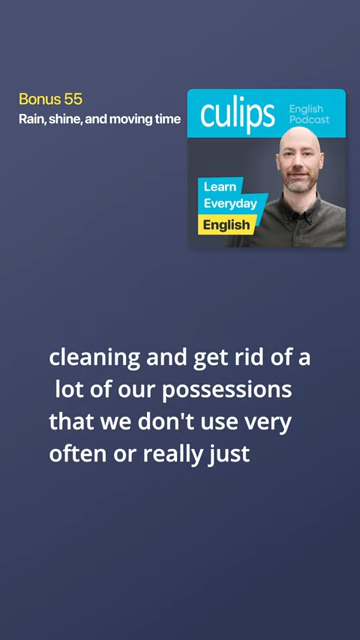 Bonus 55
Rain, shine, and moving time
culips
English
Podcast
Learn
Everyday
English
cleaning and get rid of a
lot of our possessions
that we don't use very
often or really just